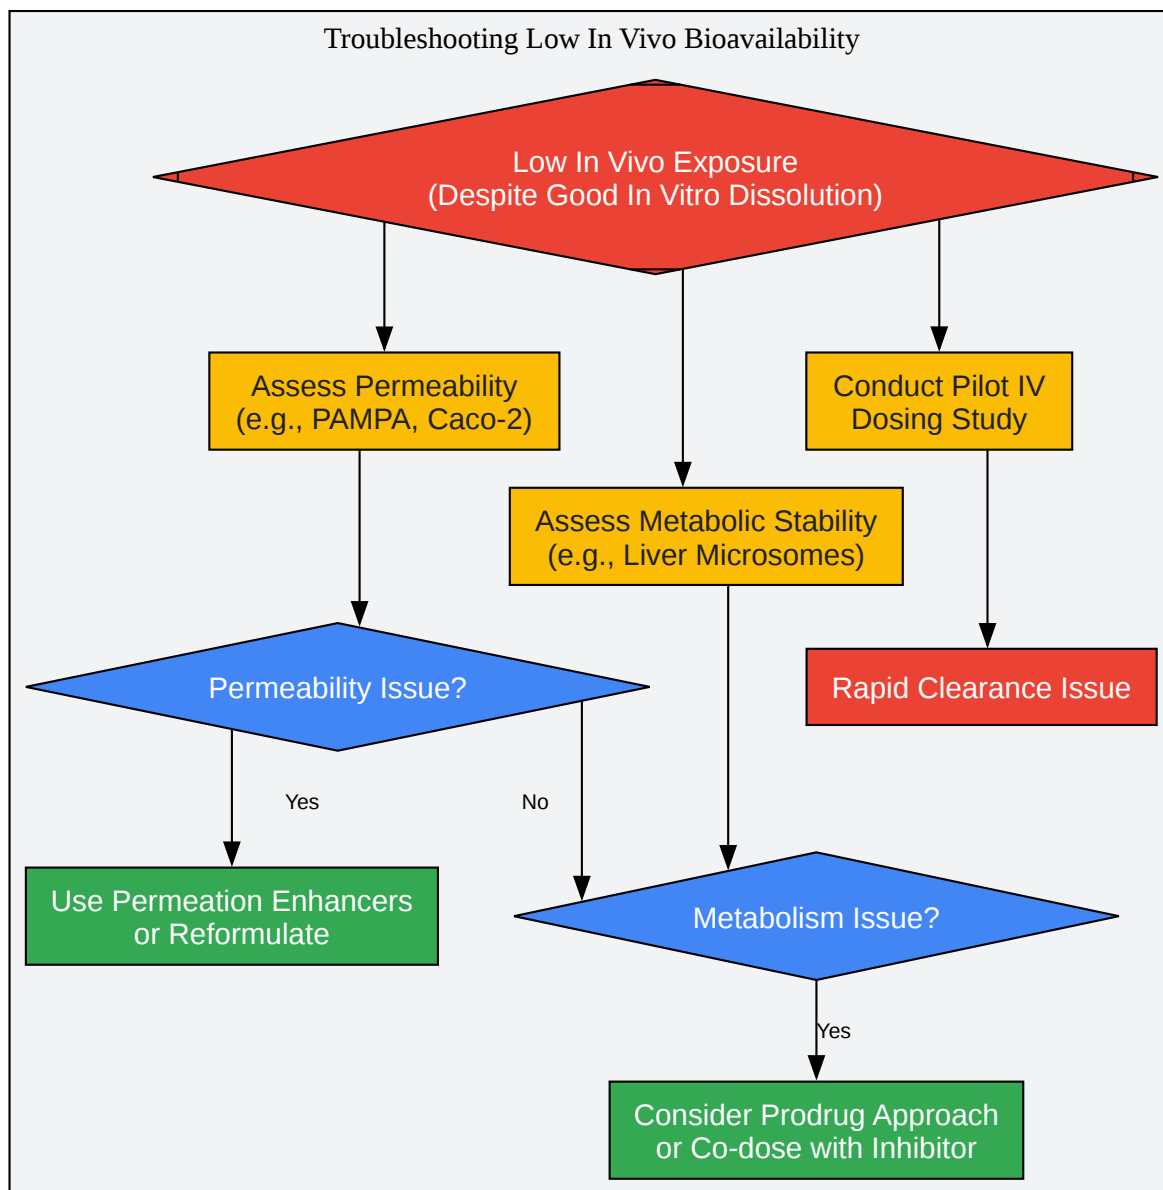 Troubleshooting Low In Vivo Bioavailability
Low In Vivo Exposure
(Despite Good In Vitro Dissolution)
Assess Permeability
(e.g., PAMPA, Caco-2)
Conduct Pilot IV
Dosing Study
Assess Metabolic Stability
(e.g., Liver Microsomes)
Permeability Issue?
Rapid Clearance Issue
Yes
No
Use Permeation Enhancers
or Reformulate
Metabolism Issue?
Yes
Consider Prodrug Approach
or Co-dose with Inhibitor